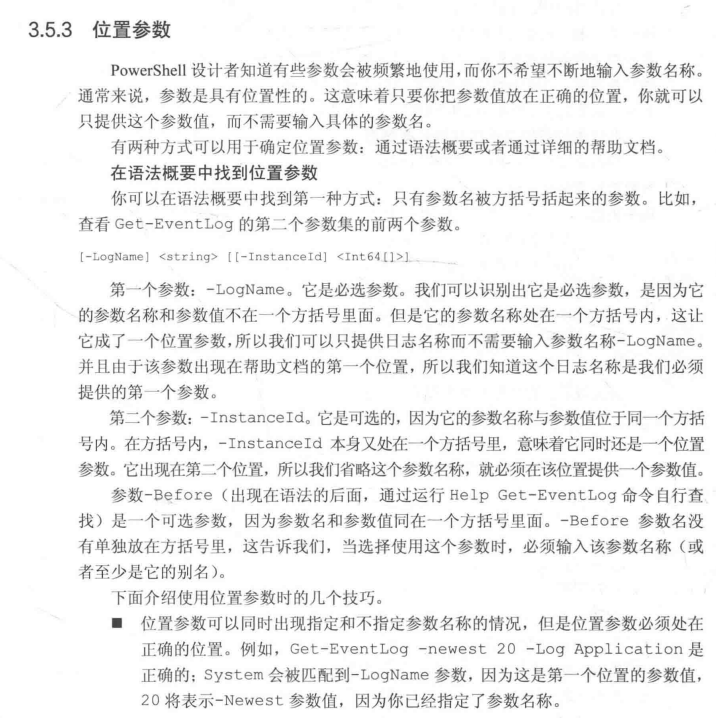 3.5.3 位置参数
PowerShell 设计者知道有些参数会被频繁地使用,而你不希望不断地输入参数名称。
通常来说，参数是具有位置性的。这意味着只要你把参数值放在正确的位置，你就可以
只提供这个参数值，而不需要输入具体的参数名。
有两种方式可以用于确定位置参数：通过语法概要或者通过详细的帮助文档。
在语法概要中找到位置参数
你可以在语法概要中找到第一种方式：只有参数名被方括号括起来的参数。比如，
查看 Get-EventLog 的第二个参数集的前两个参数。
[-LogName] <string> [[-InstanceId] <Int64[]>]
第一个参数：-LogName。它是必选参数。我们可以识别出它是必选参数，是因为它
的参数名称和参数值不在一个方括号里面。但是它的参数名称处在一个方括号内，这让
它成了一个位置参数,所以我们可以只提供日志名称而不需要输入参数名称-LogName。
并且由于该参数出现在帮助文档的第一个位置，所以我们知道这个日志名称是我们必须
提供的第一个参数。
第二个参数：-InstanceId。它是可选的，因为它的参数名称与参数值位于同一个方括
号内。在方括号内，-InstanceId 本身又处在一个方括号里，意味着它同时还是一个位置
参数。它出现在第二个位置，所以我们省略这个参数名称，就必须在该位置提供一个参数值。
参数-Before（出现在语法的后面，通过运行 Help Get-EventLog 命令自行查
找）是一个可选参数，因为参数名和参数值同在一个方括号里面。-Before 参数名没
有单独放在方括号里，这告诉我们，当选择使用这个参数时，必须输入该参数名称（或
者至少是它的别名）。
下面介绍使用位置参数时的几个技巧。
■ 位置参数可以同时出现指定和不指定参数名称的情况，但是位置参数必须处在
正确的位置。例如，Get-EventLog -newest 20 -Log Application 是
正确的；System 会被匹配到-LogName 参数，因为这是第一个位置的参数值，
20 将表示-Newest 参数值，因为你已经指定了参数名称。